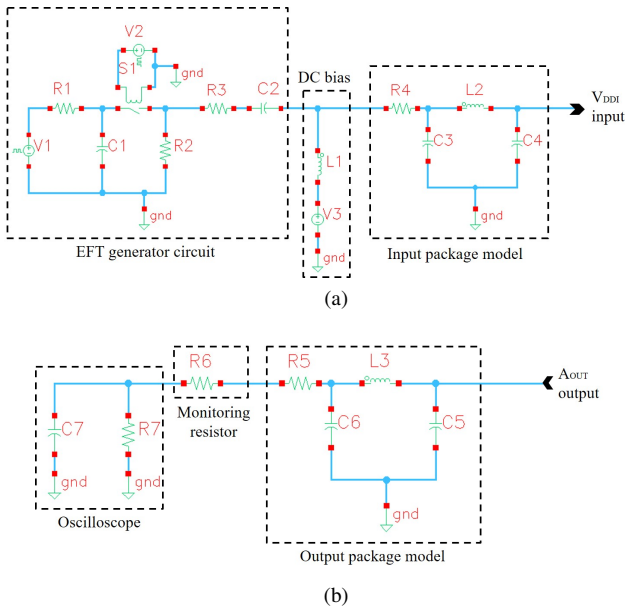 V2
S1
gnd
R1
R3
C2
DC bias
R4
L2
VDDI
input
V1
C1
R2
L1
C3
C4
V3
gnd
gnd
gnd
EFT generator circuit
Input package model
(a)
R6
R5
L3
AOUT
output
Monitoring
resistor
C7
R7
C6
C5
gnd
gnd
gnd
Oscilloscope
Output package model
(b)